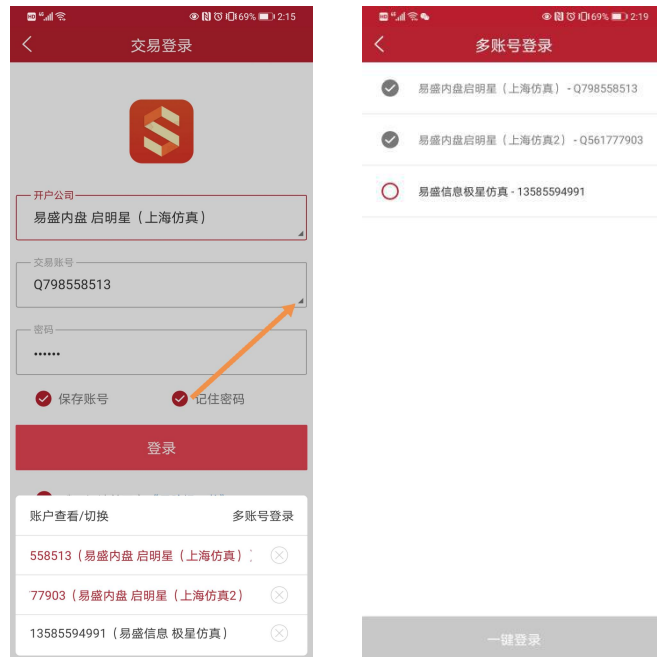 69% 2:15
交易登录
开户公司
易盛内盘 启明星（上海仿真）
交易账号
Q798558513
密码
••••••
保存账号
记住密码
登录
账户查看/切换
多账号登录
558513（易盛内盘 启明星（上海仿真）
77903（易盛内盘 启明星（上海仿真2）
13585594991（易盛信息 极星仿真）
69% 2:19
多账号登录
易盛内盘启明星（上海仿真）- Q798558513
易盛内盘启明星（上海仿真2）- Q561777903
易盛信息极星仿真 - 13585594991
一键登录